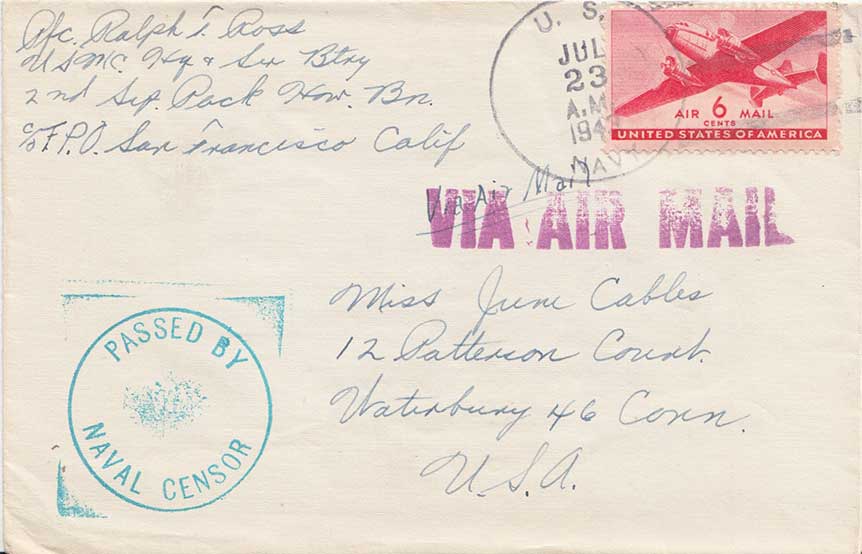 Pfc. Ralph T. Ross
USMC. Hq & Ser Btry
2nd Sep. Pack How. Bn.
c/o F.P.O. San Francisco Calif
U. S.
JUL
23
A.M.
194
NAVY
AIR 6 MAIL
CENTS
UNITED STATES OF AMERICA
Via Air Mail
VIA AIR MAIL
Miss June Cables
12 Patterson Court.
Waterbury 46 Conn.
U.S.A.
PASSED BY
NAVAL CENSOR